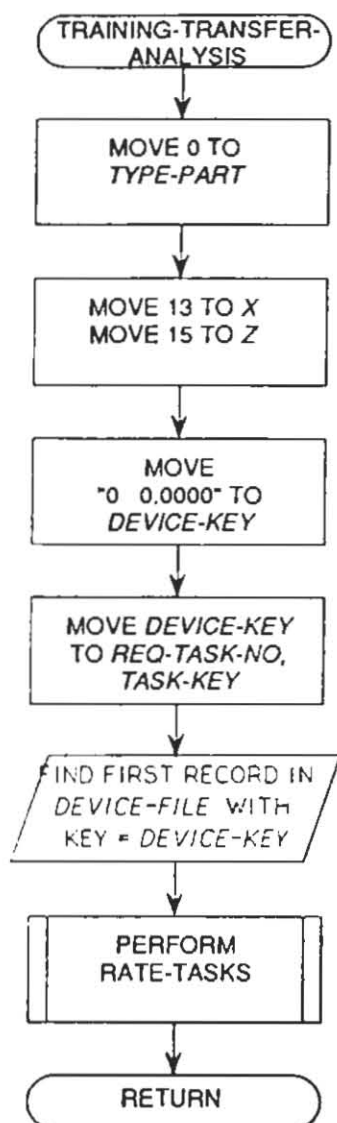 TRAINING-TRANSFER-
ANALYSIS
MOVE 0 TO
TYPE-PART
MOVE 13 TO X
MOVE 15 TO Z
MOVE
"0 0.0000" TO
DEVICE-KEY
MOVE DEVICE-KEY
TO REQ-TASK-NO,
TASK-KEY
FIND FIRST RECORD IN
DEVICE-FILE WITH
KEY = DEVICE-KEY
PERFORM
RATE-TASKS
RETURN